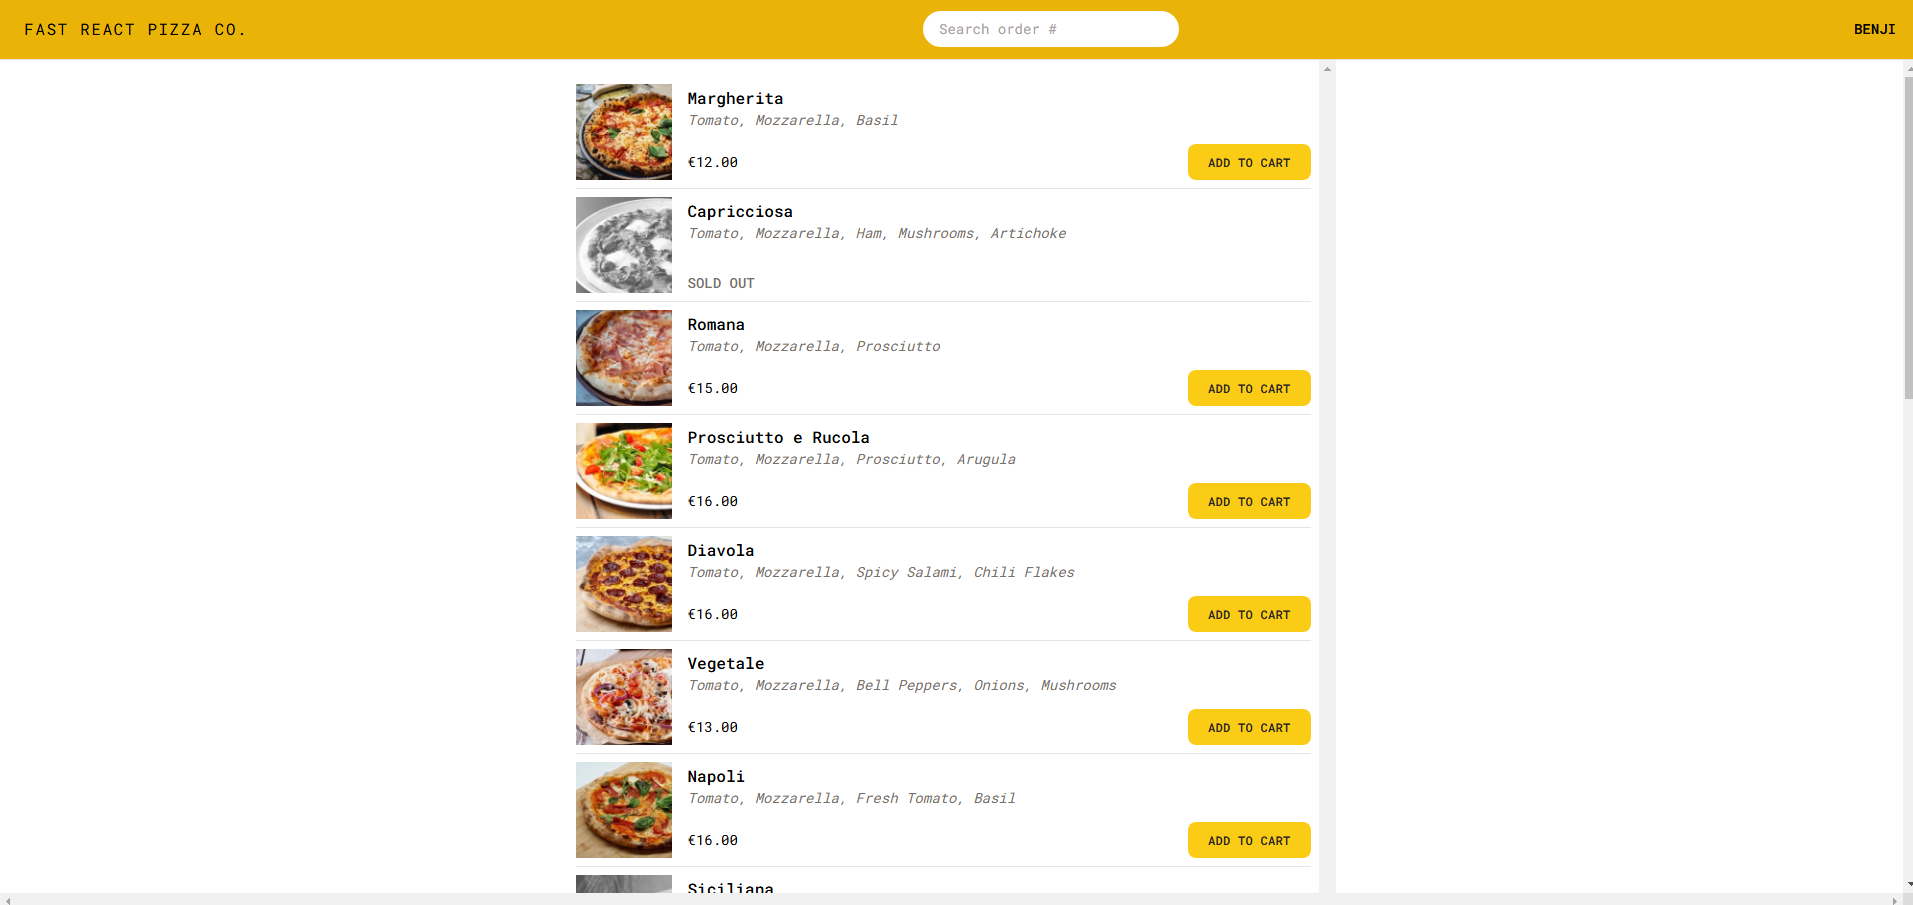 FAST REACT PIZZA CO.
Search order #
BENJI
Margherita
Tomato, Mozzarella, Basil
€12.00
ADD TO CART
Capricciosa
Tomato, Mozzarella, Ham, Mushrooms, Artichoke
SOLD OUT
Romana
Tomato, Mozzarella, Prosciutto
€15.00
ADD TO CART
Prosciutto e Rucola
Tomato, Mozzarella, Prosciutto, Arugula
€16.00
ADD TO CART
Diavola
Tomato, Mozzarella, Spicy Salami, Chili Flakes
€16.00
ADD TO CART
Vegetale
Tomato, Mozzarella, Bell Peppers, Onions, Mushrooms
€13.00
ADD TO CART
Napoli
Tomato, Mozzarella, Fresh Tomato, Basil
€16.00
ADD TO CART
Siciliana